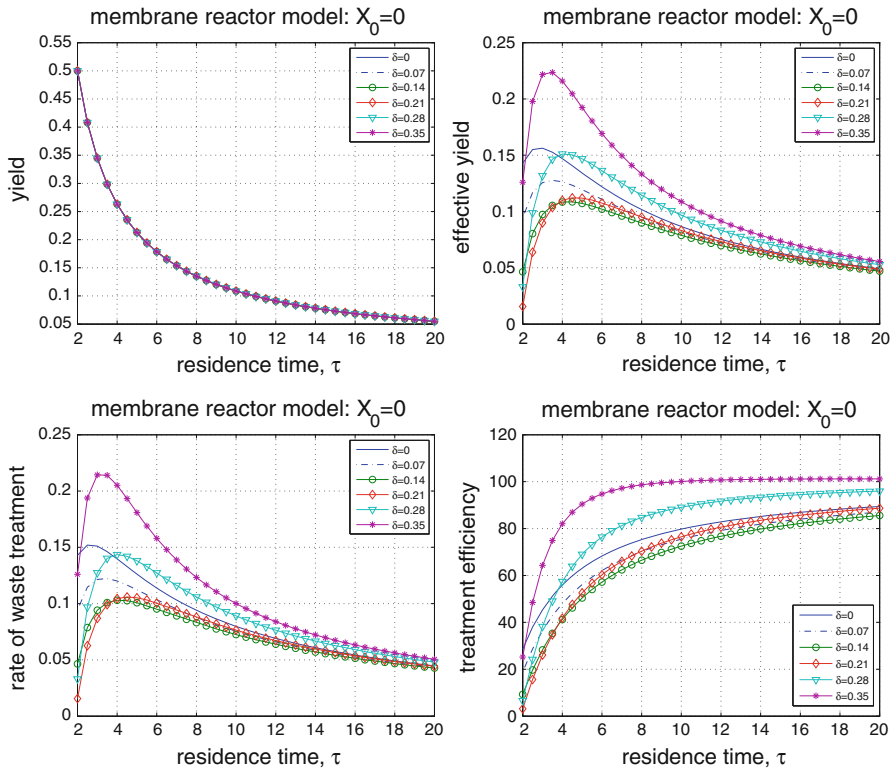 membrane reactor model: X_0=0
yield
0.55
0.5
0.45
0.4
0.35
0.3
0.25
0.2
0.15
0.1
0.05
2 4 6 8 10 12 14 16 18 20
residence time, τ
δ=0
δ=0.07
δ=0.14
δ=0.21
δ=0.28
δ=0.35
membrane reactor model: X_0=0
effective yield
0.25
0.2
0.15
0.1
0.05
0
2 4 6 8 10 12 14 16 18 20
residence time, τ
δ=0
δ=0.07
δ=0.14
δ=0.21
δ=0.28
δ=0.35
membrane reactor model: X_0=0
rate of waste treatment
0.25
0.2
0.15
0.1
0.05
0
2 4 6 8 10 12 14 16 18 20
residence time, τ
δ=0
δ=0.07
δ=0.14
δ=0.21
δ=0.28
δ=0.35
membrane reactor model: X_0=0
treatment efficiency
120
100
80
60
40
20
0
2 4 6 8 10 12 14 16 18 20
residence time, τ
δ=0
δ=0.07
δ=0.14
δ=0.21
δ=0.28
δ=0.35